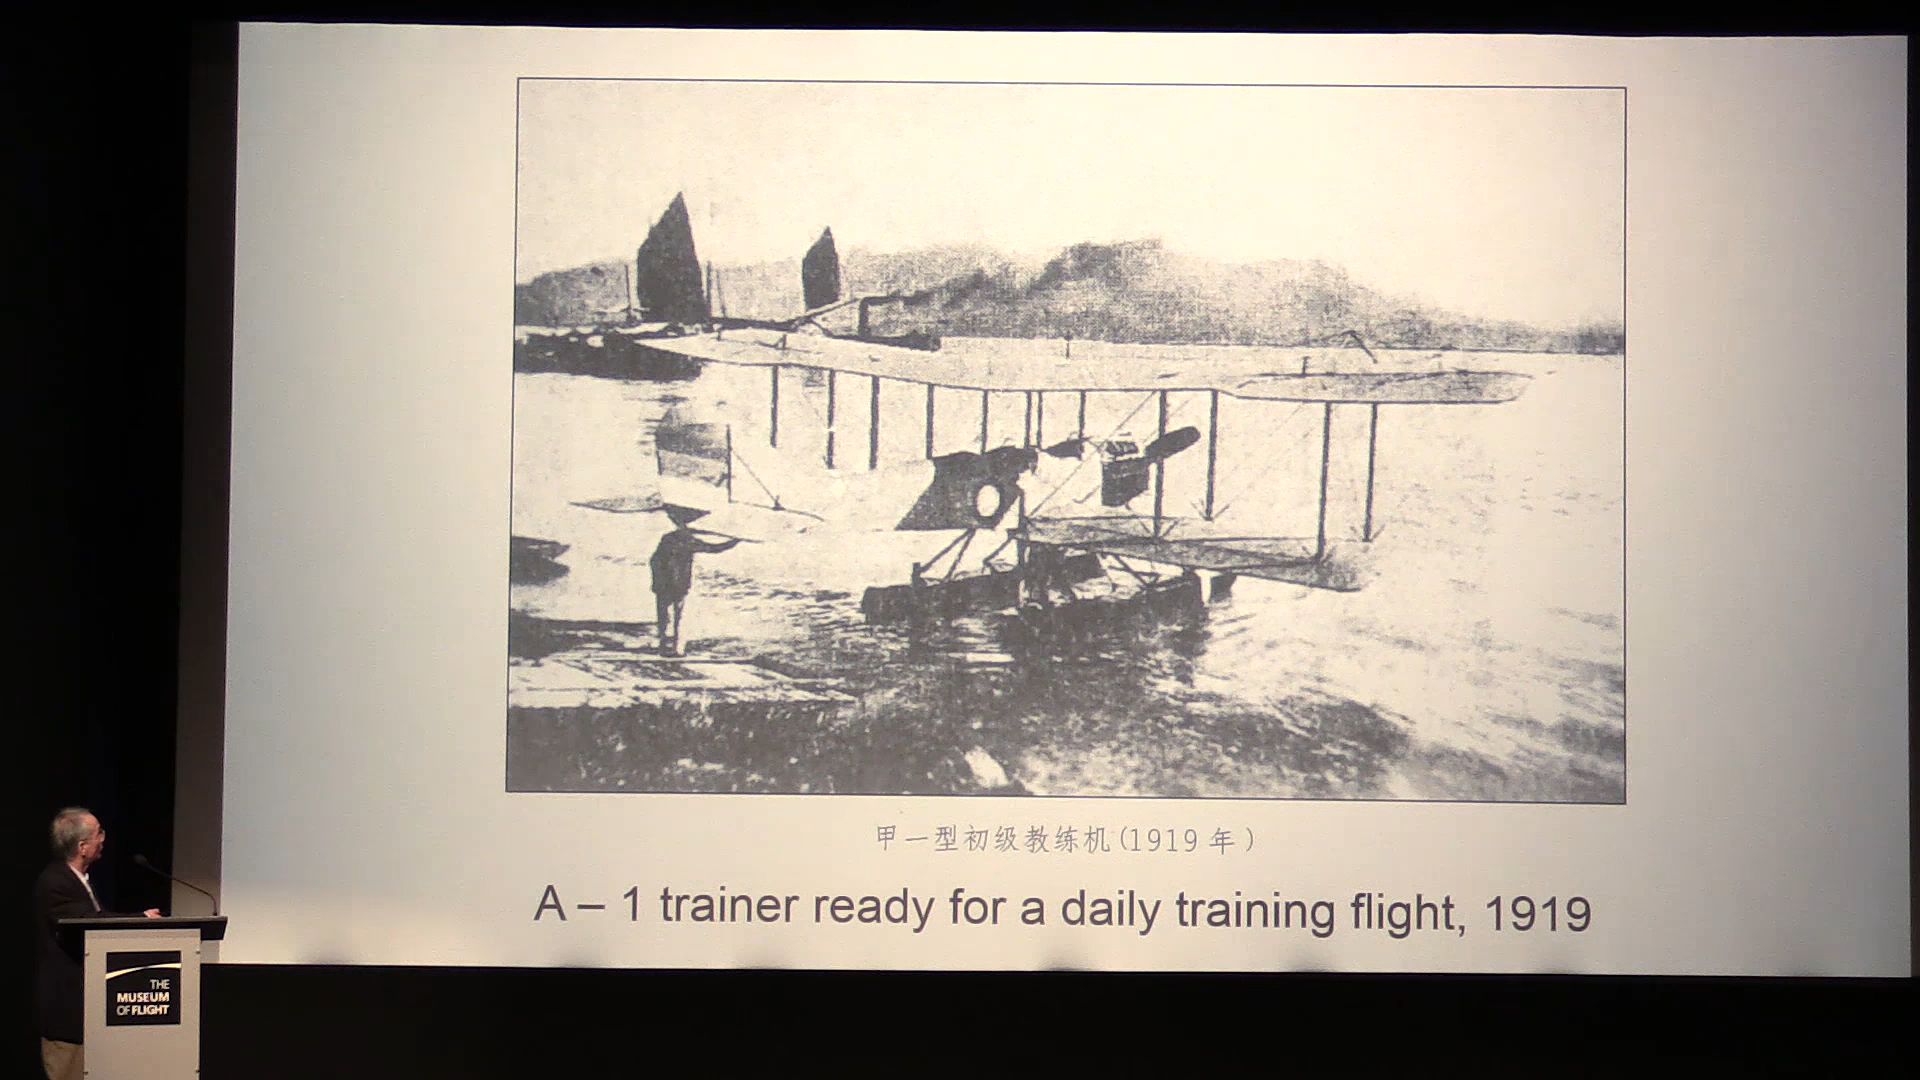 甲一型初级教练机(1919年)
A – 1 trainer ready for a daily training flight, 1919
THE
MUSEUM
OF FLIGHT